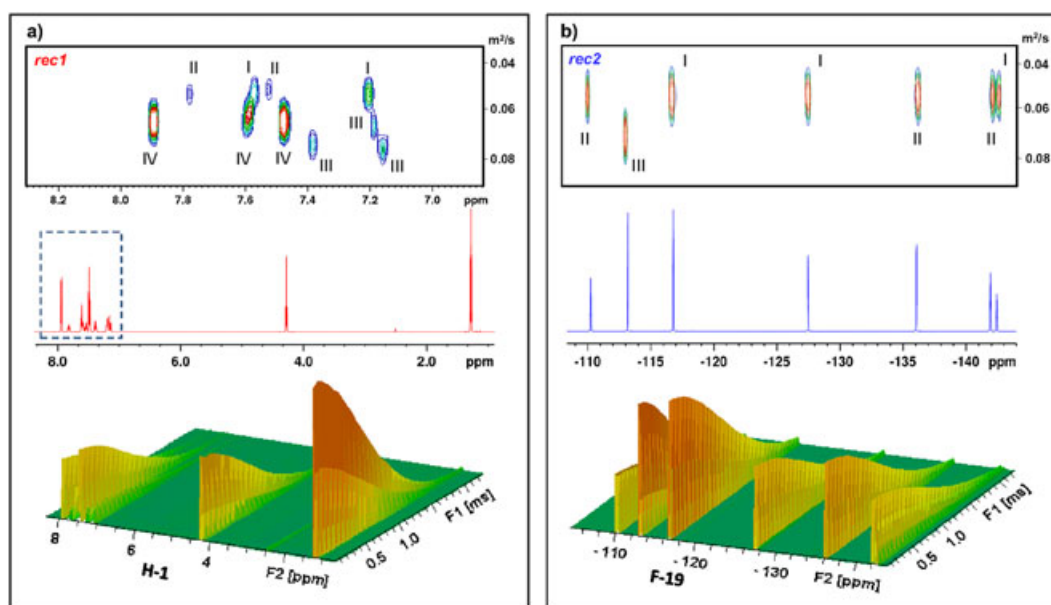 a)
m²/s
rec1
II I II I
0.04
0.06
III
IV IV IV III III
0.08
8.2 8.0 7.8 7.6 7.4 7.2 7.0 ppm
8.0 6.0 4.0 2.0 ppm
8 6 4 F2 [ppm]
H-1
0.5 1.0 F1 [ms]
b)
m²/s
rec2
I I I
0.04
0.06
II II II
III
0.08
-110 -115 -120 -125 -130 -135 -140 ppm
-110 -120 -130 F2 [ppm]
F-19
0.5 1.0 F1 [ms]